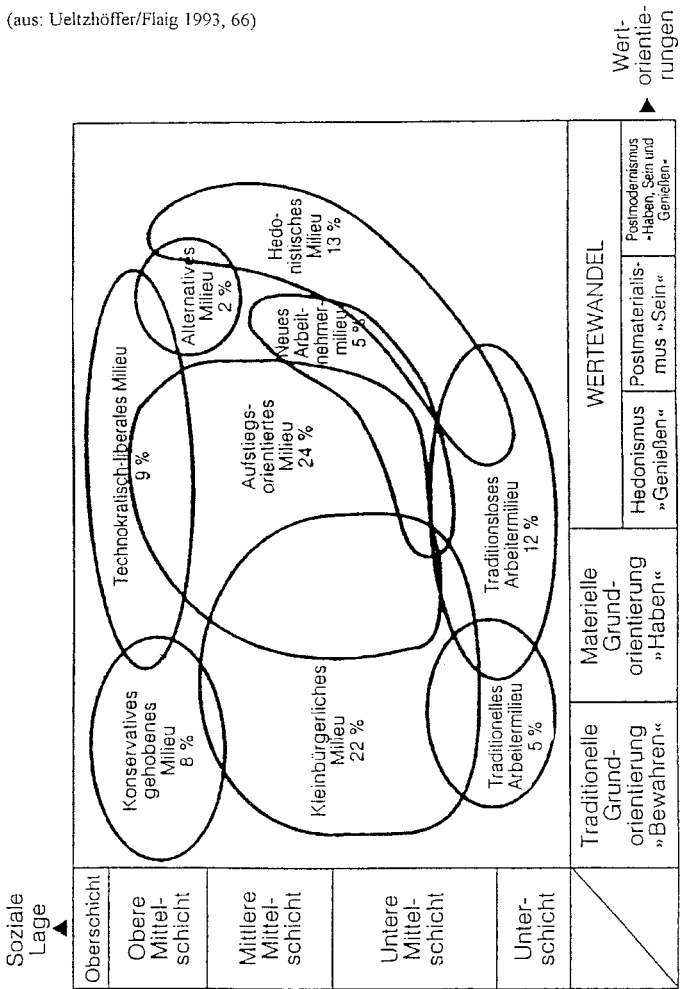 (aus: Ueltzhöffer/Flaig 1993, 66)
Soziale
Lage
Oberschicht
Obere
Mittel-
schicht
Mittlere
Mittel-
schicht
Untere
Mittel-
schicht
Unter-
schicht
Konservatives
gehobenes
Milieu
8 %
Technokratisch-liberales Milieu
9 %
Alternatives
Milieu
2 %
Kleinbürgerliches
Milieu
22 %
Aufstiegs-
orientiertes
Milieu
24 %
Neues
Arbeit-
nehmer-
milieu
5 %
Hedo-
nistisches
Milieu
13 %
Traditionelles
Arbeitermilieu
5 %
Traditionsloses
Arbeitermilieu
12 %
Traditionelle
Grund-
orientierung
»Bewahren«
Materielle
Grund-
orientierung
»Haben«
WERTEWANDEL
Hedonismus
»Genießen«
Postmaterialis-
mus »Sein«
Postmodernismus
»Haben, Sein und
Genießen«
Wert-
orientie-
rungen